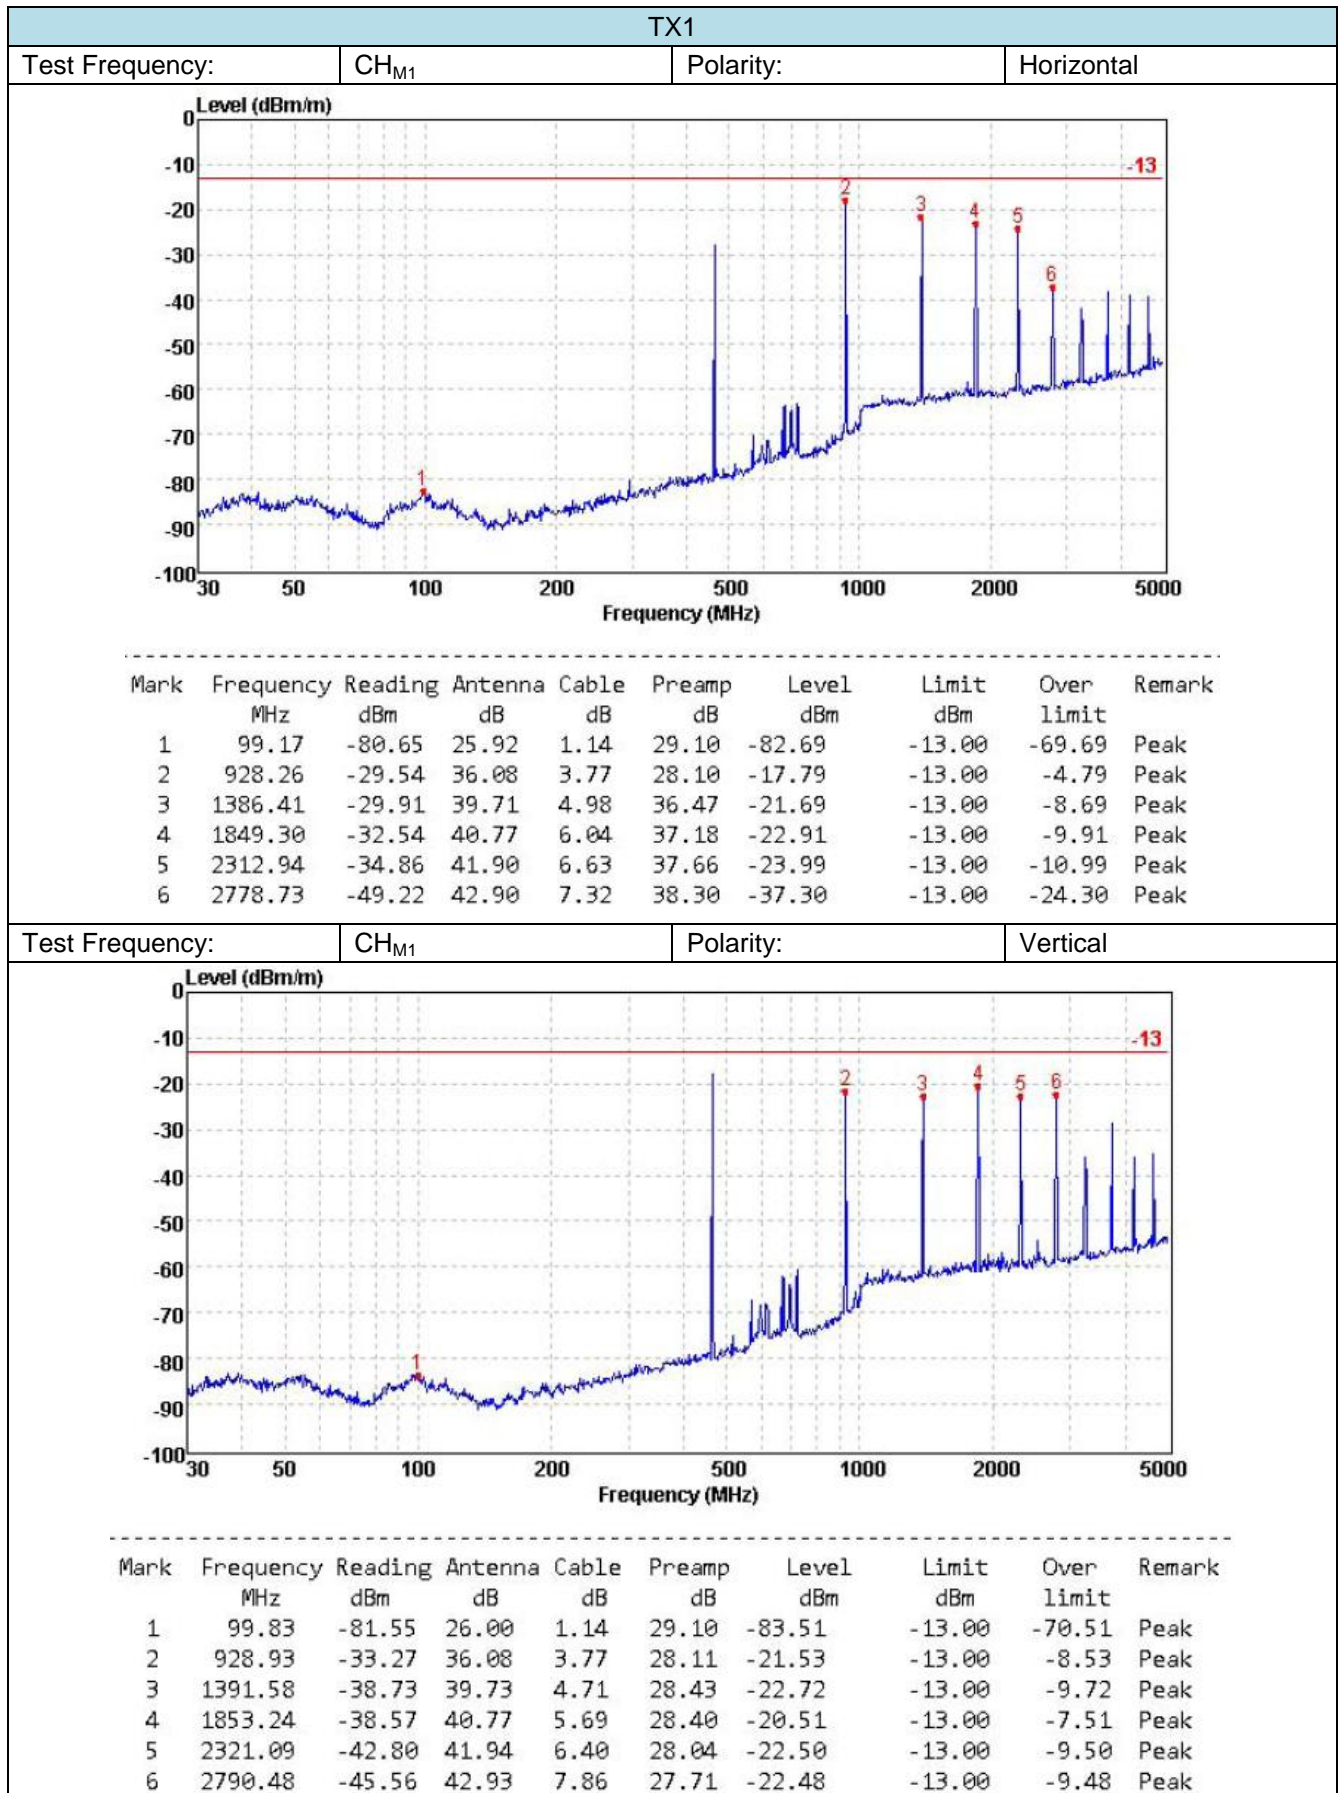 TX1
Test Frequency: CHM1 Polarity: Horizontal
Level (dBm/m)
0
-10
-13
2
-20
3
4
5
-30
6
-40
-50
-60
-70
-80
1
-90
-100
30 50 100 200 500 1000 2000 5000
Frequency (MHz)
Mark Frequency Reading Antenna Cable Preamp Level Limit Over Remark
MHz dBm dB dB dB dBm dBm limit
1 99.17 -80.65 25.92 1.14 29.10 -82.69 -13.00 -69.69 Peak
2 928.26 -29.54 36.08 3.77 28.10 -17.79 -13.00 -4.79 Peak
3 1386.41 -29.91 39.71 4.98 36.47 -21.69 -13.00 -8.69 Peak
4 1849.30 -32.54 40.77 6.04 37.18 -22.91 -13.00 -9.91 Peak
5 2312.94 -34.86 41.90 6.63 37.66 -23.99 -13.00 -10.99 Peak
6 2778.73 -49.22 42.90 7.32 38.30 -37.30 -13.00 -24.30 Peak
Test Frequency: CHM1 Polarity: Vertical
Level (dBm/m)
0
-10
-13
-20
2
3
4
5
6
-30
-40
-50
-60
-70
-80
1
-90
-100
30 50 100 200 500 1000 2000 5000
Frequency (MHz)
Mark Frequency Reading Antenna Cable Preamp Level Limit Over Remark
MHz dBm dB dB dB dBm dBm limit
1 99.83 -81.55 26.00 1.14 29.10 -83.51 -13.00 -70.51 Peak
2 928.93 -33.27 36.08 3.77 28.11 -21.53 -13.00 -8.53 Peak
3 1391.58 -38.73 39.73 4.71 28.43 -22.72 -13.00 -9.72 Peak
4 1853.24 -38.57 40.77 5.69 28.40 -20.51 -13.00 -7.51 Peak
5 2321.09 -42.80 41.94 6.40 28.04 -22.50 -13.00 -9.50 Peak
6 2790.48 -45.56 42.93 7.86 27.71 -22.48 -13.00 -9.48 Peak